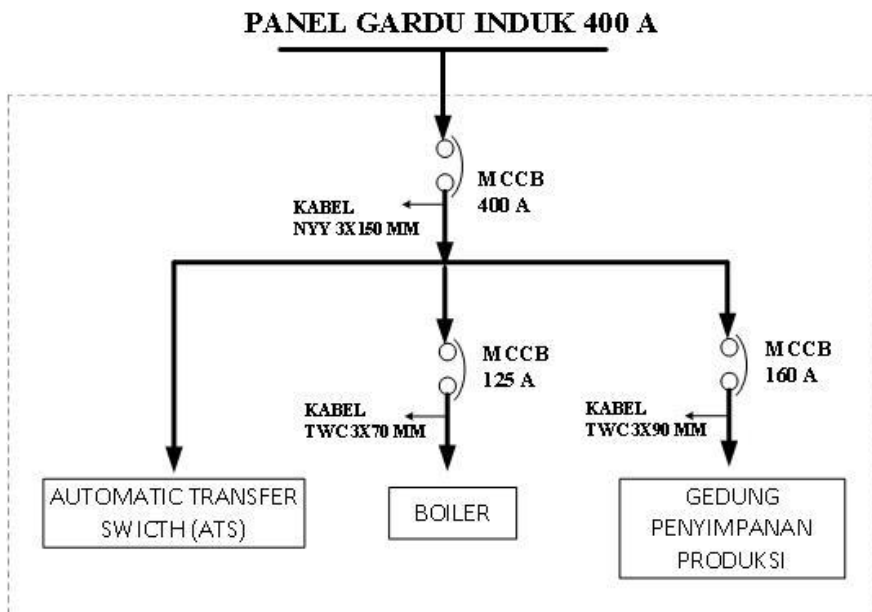 PANEL GARDU INDUK 400 A
MCCB
400 A
KABEL
NYY 3X150 MM
MCCB
125 A
MCCB
160 A
KABEL
TWC 3X70 MM
KABEL
TWC 3X90 MM
AUTOMATIC TRANSFER
SWICTH (ATS)
BOILER
GEDUNG
PENYIMPANAN
PRODUKSI